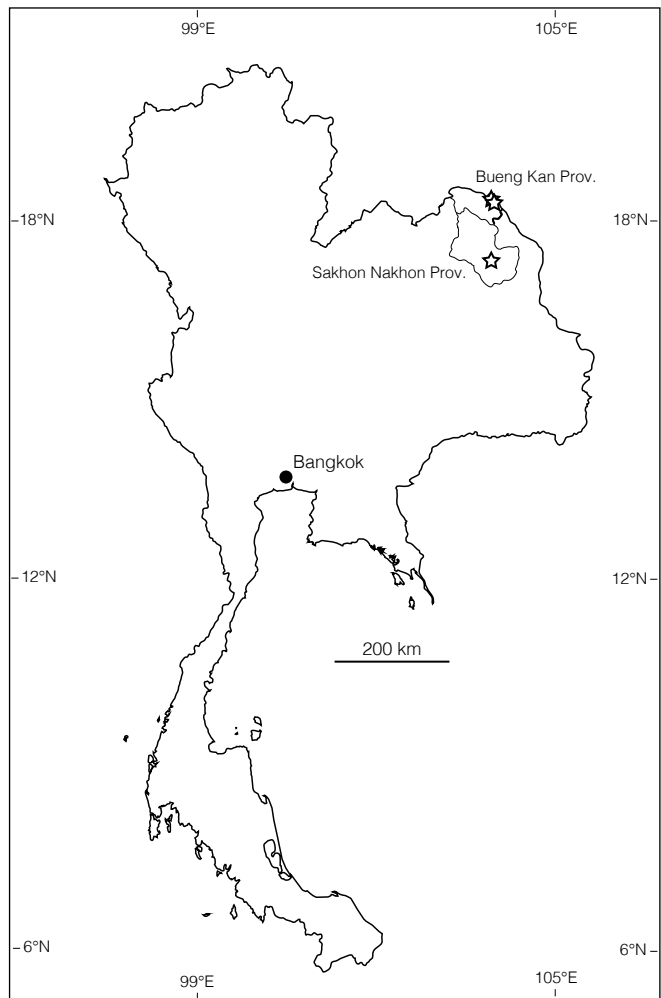 99°E
105°E
Bueng Kan Prov.
18°N
18°N
Sakhon Nakhon Prov.
Bangkok
12°N
12°N
200 km
6°N
6°N
99°E
105°E